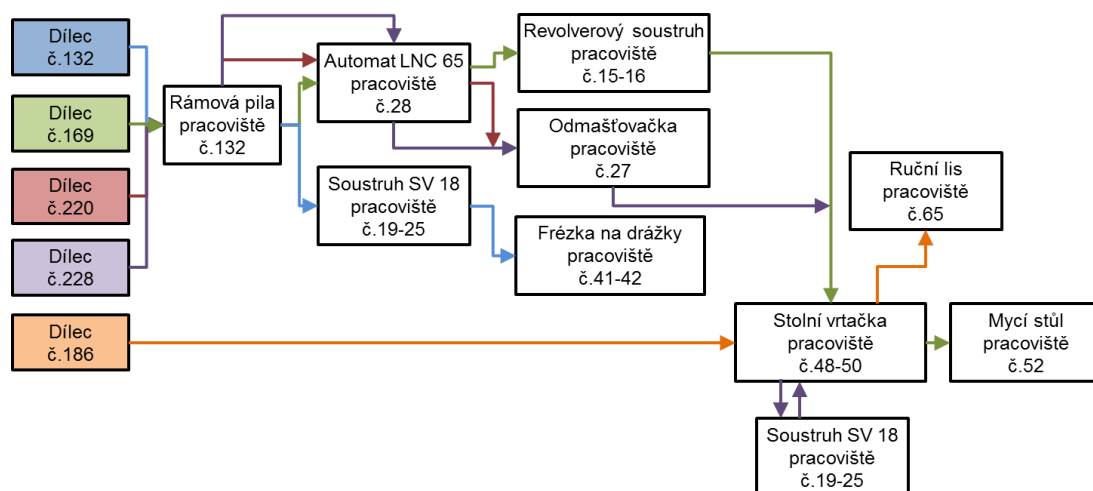 Dílec
č.132
Dílec
č.169
Dílec
č.220
Dílec
č.228
Dílec
č.186
Rámová pila
pracoviště
č.132
Automat LNC 65
pracoviště
č.28
Soustruh SV 18
pracoviště
č.19-25
Revolverový soustruh
pracoviště
č.15-16
Odmašťovačka
pracoviště
č.27
Frézka na drážky
pracoviště
č.41-42
Ruční lis
pracoviště
č.65
Stolní vrtačka
pracoviště
č.48-50
Mycí stůl
pracoviště
č.52
Soustruh SV 18
pracoviště
č.19-25